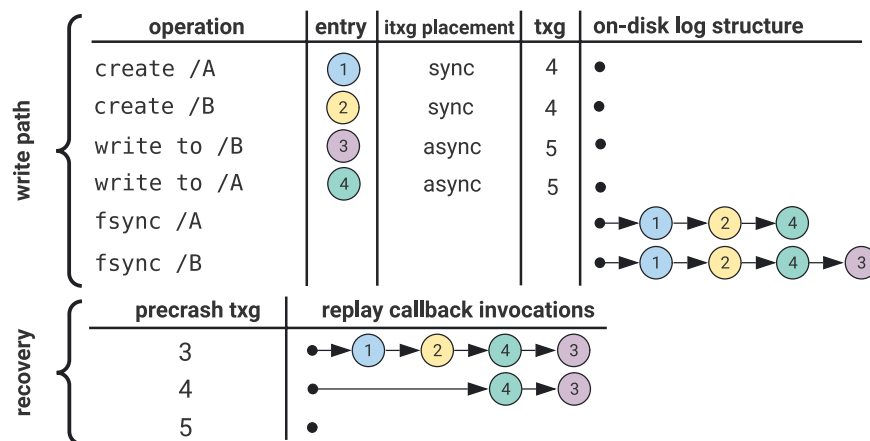 write path
operation entry itxg placement txg on-disk log structure
create /A 1 sync 4
create /B 2 sync 4
write to /B 3 async 5
write to /A 4 async 5
fsync /A 1 2 4
fsync /B 1 2 4 3
recovery
precrash txg replay callback invocations
3 1 2 4 3
4 4 3
5